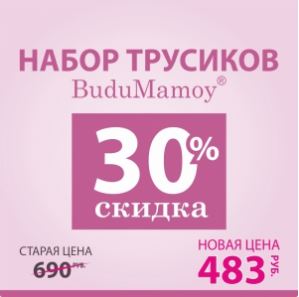 НАБОР ТРУСИКОВ
BuduMamoy®
30%
скидка
СТАРАЯ ЦЕНА
690 РУБ.
НОВАЯ ЦЕНА
483 РУБ.